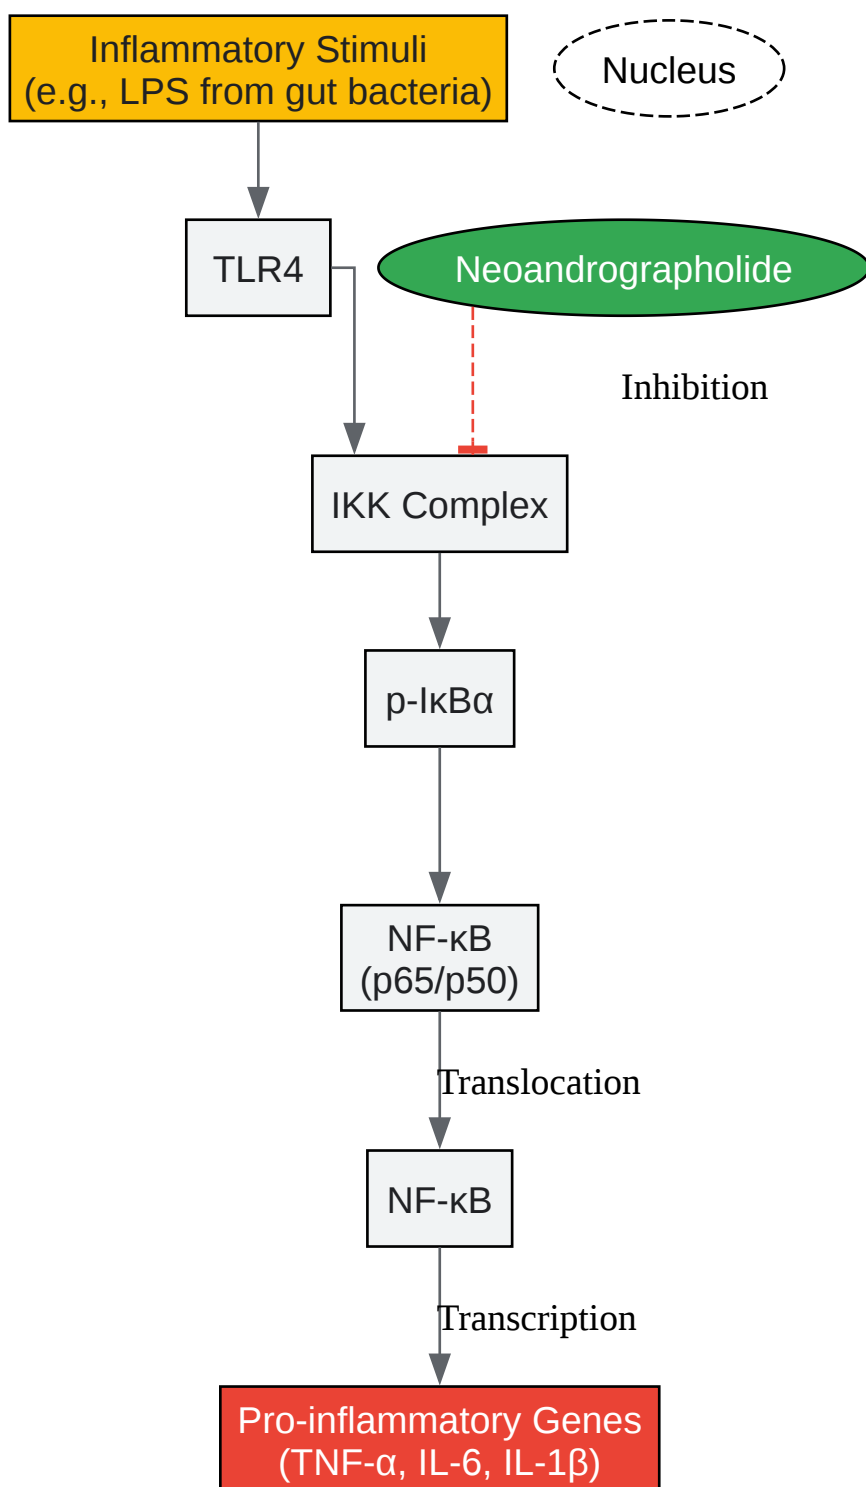 Inflammatory Stimuli
(e.g., LPS from gut bacteria)
Nucleus
TLR4
Neoandrographolide
Inhibition
IKK Complex
p-IκBα
NF-κB
(p65/p50)
Translocation
NF-κB
Transcription
Pro-inflammatory Genes
(TNF-α, IL-6, IL-1β)